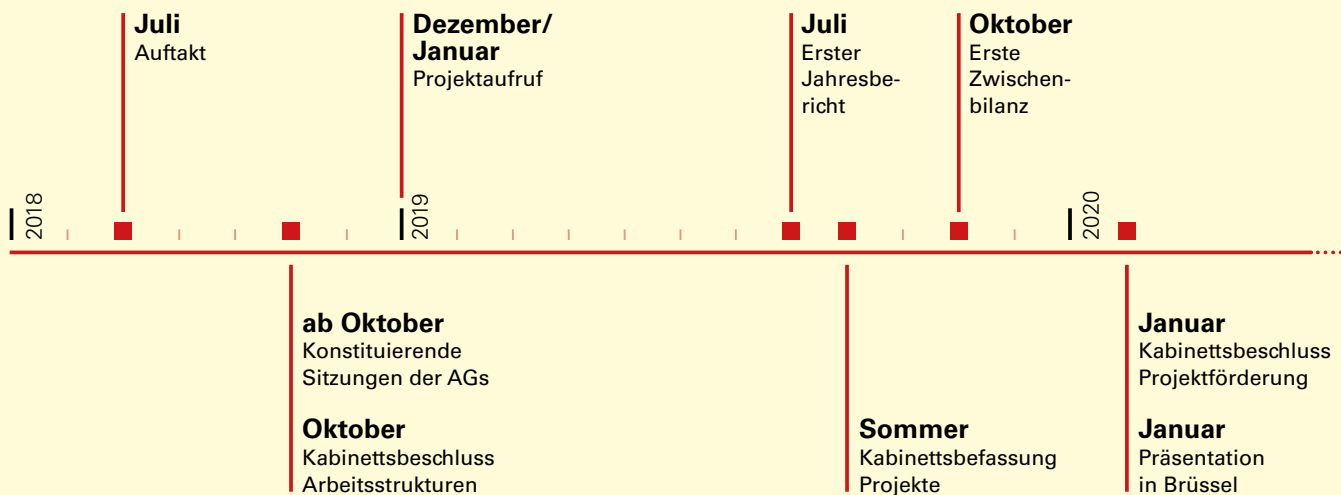 Juli
Auftakt
Dezember/
Januar
Projektaufruf
Juli
Erster
Jahresbe-
richt
Oktober
Erste
Zwischen-
bilanz
2018
2019
2020
ab Oktober
Konstituierende
Sitzungen der AGs
Oktober
Kabinettsbeschluss
Arbeitsstrukturen
Sommer
Kabinettsbefassung
Projekte
Januar
Kabinettsbeschluss
Projektförderung
Januar
Präsentation
in Brüssel